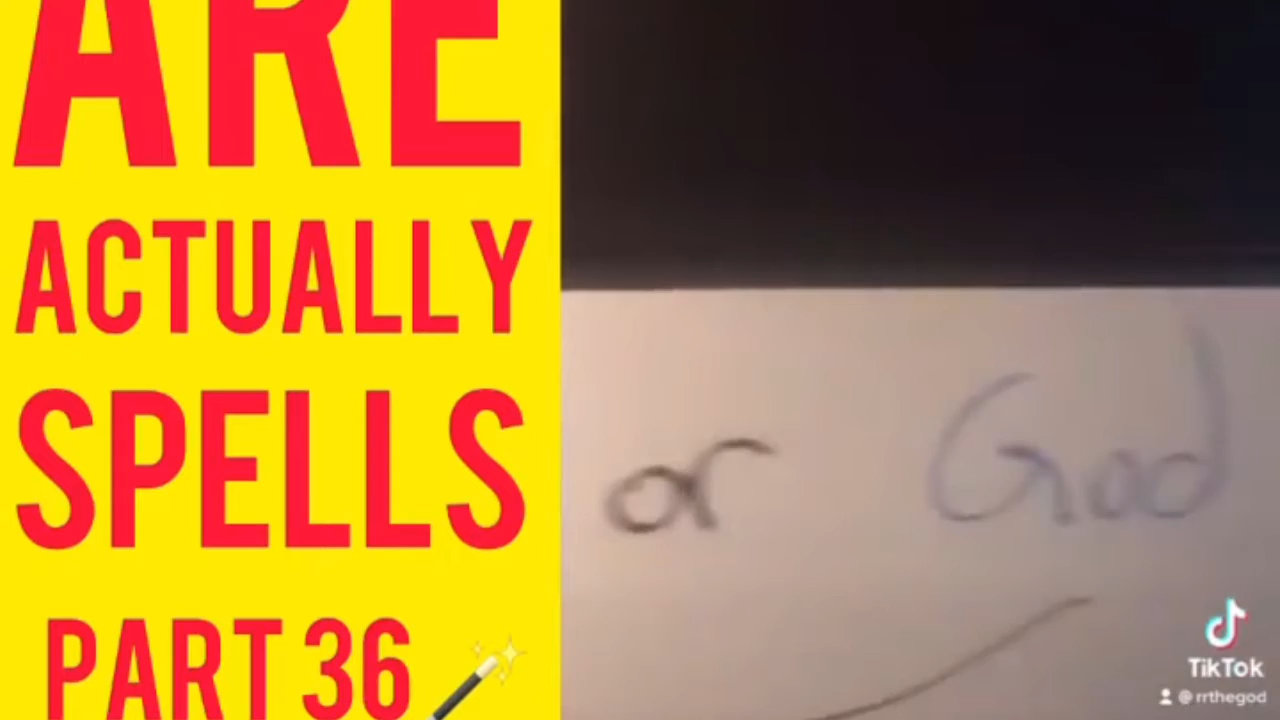 ARE
ACTUALLY
SPELLS
PART 36
or God
TikTok
@rrthegod